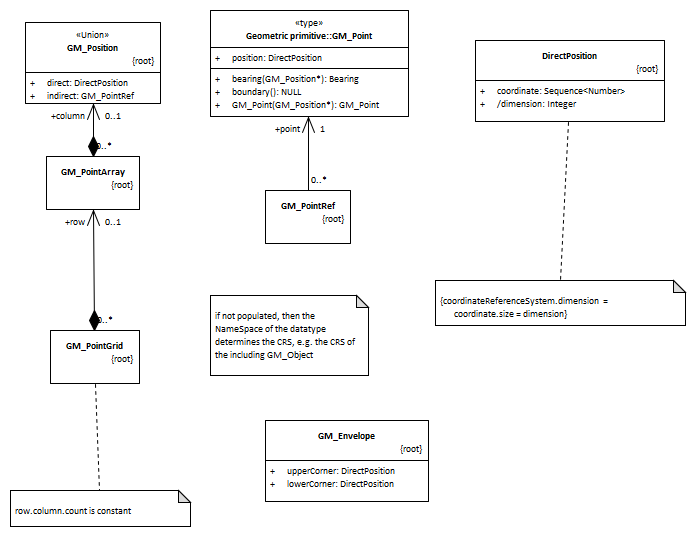 «Union»
GM_Position
{root}
+ direct: DirectPosition
+ indirect: GM_PointRef
+column 0..1
0..*
GM_PointArray
{root}
+row 0..1
0..*
GM_PointGrid
{root}
row.column.count is constant
«type»
Geometric primitive::GM_Point
+ position: DirectPosition
+ bearing(GM_Position*): Bearing
+ boundary(): NULL
+ GM_Point(GM_Position*): GM_Point
+point 1
0..*
GM_PointRef
{root}
if not populated, then the
NameSpace of the datatype
determines the CRS, e.g. the CRS of
the including GM_Object
GM_Envelope
{root}
+ upperCorner: DirectPosition
+ lowerCorner: DirectPosition
DirectPosition
{root}
+ coordinate: Sequence<Number>
+ /dimension: Integer
{coordinateReferenceSystem.dimension =
coordinate.size = dimension}